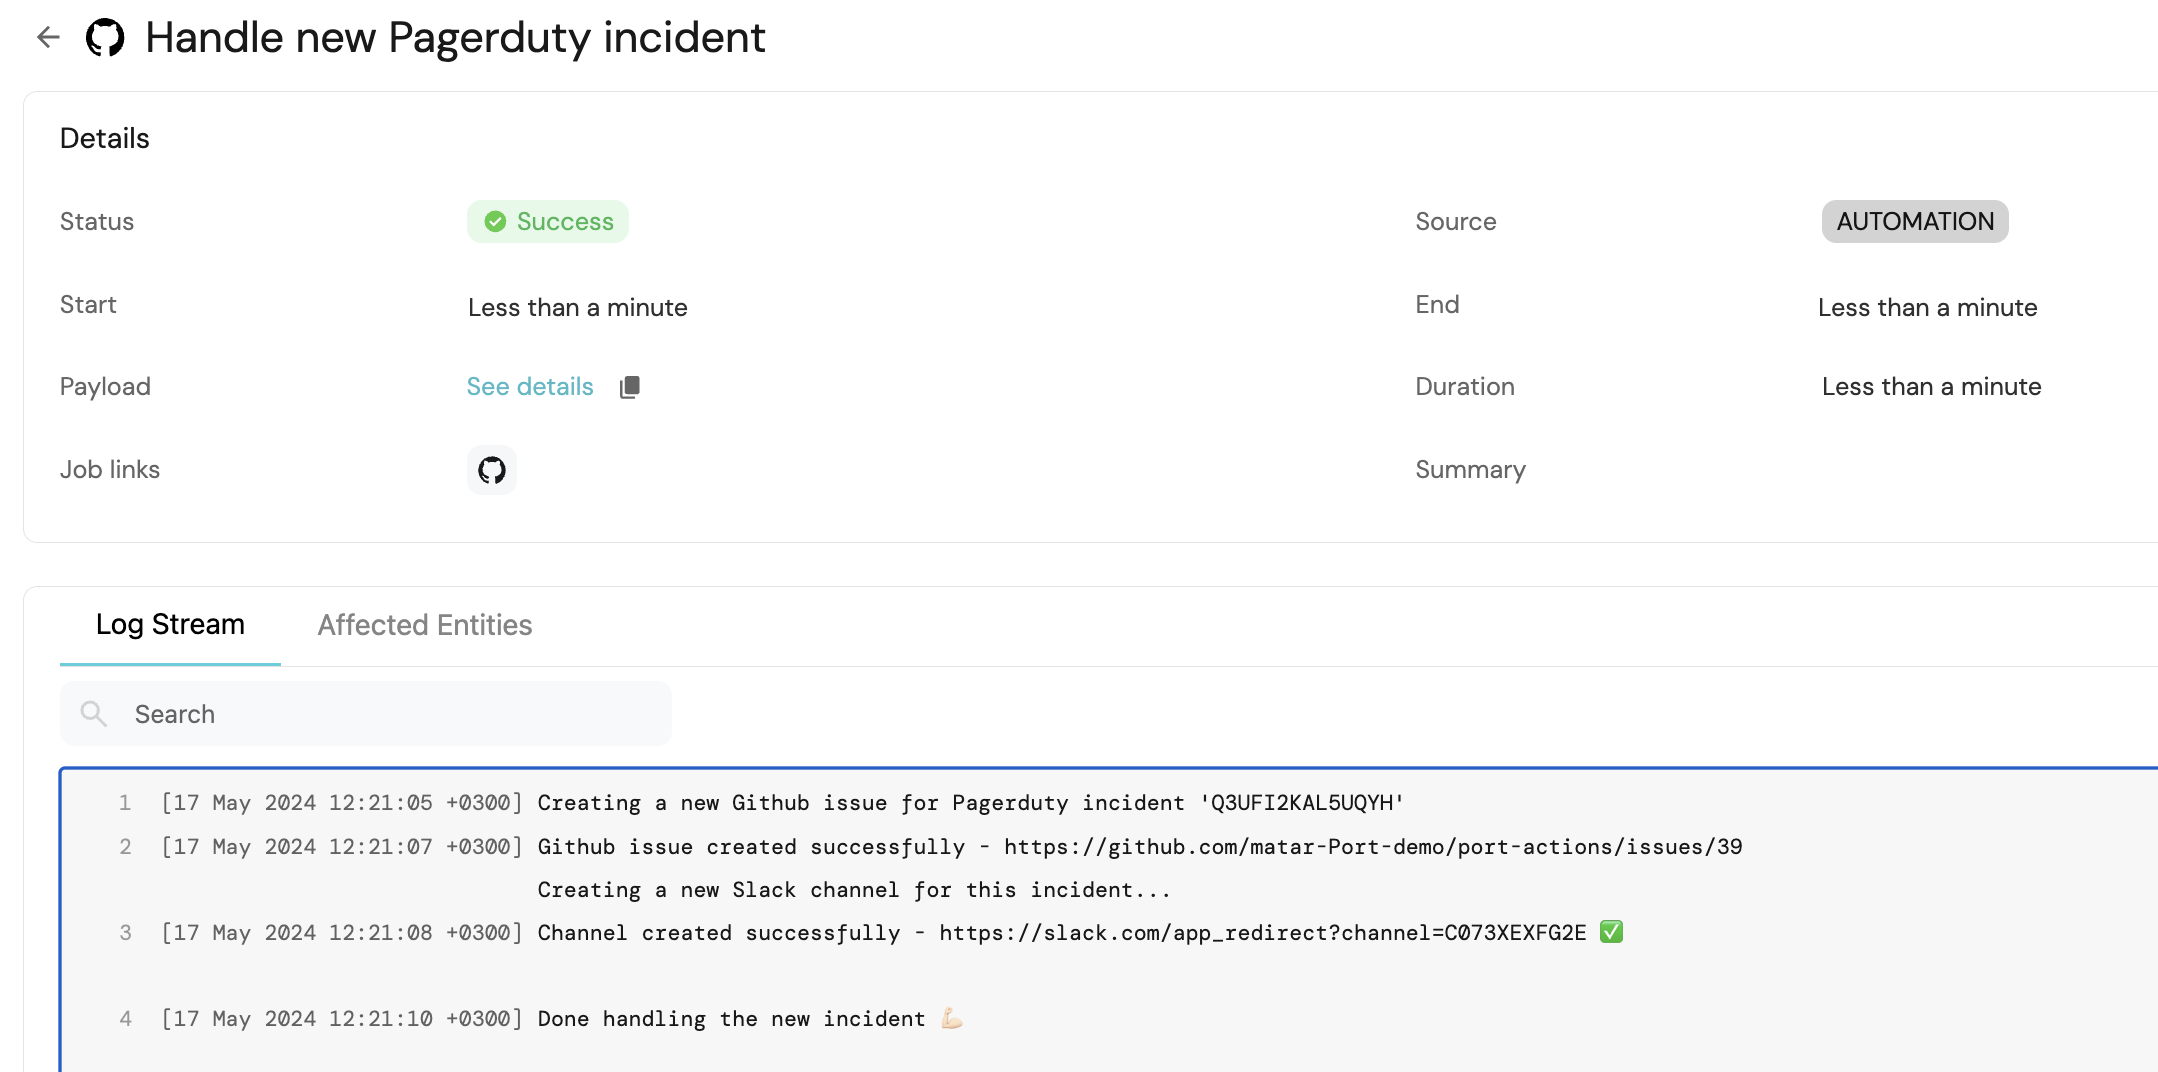 Handle new Pagerduty incident
Details
Status Success Source AUTOMATION
Start Less than a minute End Less than a minute
Payload See details Duration Less than a minute
Job links Summary
Log Stream Affected Entities
Search
1 [17 May 2024 12:21:05 +0300] Creating a new Github issue for Pagerduty incident 'Q3UFI2KAL5UQYH'
2 [17 May 2024 12:21:07 +0300] Github issue created successfully - https://github.com/matar-Port-demo/port-actions/issues/39
Creating a new Slack channel for this incident...
3 [17 May 2024 12:21:08 +0300] Channel created successfully - https://slack.com/app_redirect?channel=C073XEXFG2E ✅
4 [17 May 2024 12:21:10 +0300] Done handling the new incident 💪🏻